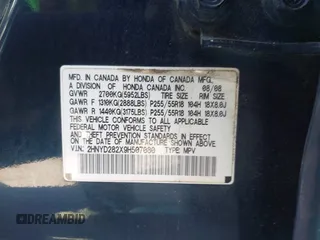 MFD. IN CANADA BY HONDA OF CANADA MFG.,
A DIVISION OF HONDA CANADA INC. 08/08
GVWR 2700KG(5952LBS) TIRE SIZE RIM SIZE
GAWR F 1310KG(2888LBS) P255/55R18 104H 18X8.0J
GAWR R 1440KG(3175LBS) P255/55R18 104H 18X8.0J
THIS VEHICLE CONFORMS TO ALL APPLICABLE
FEDERAL MOTOR VEHICLE SAFETY AND
THEFT PREVENTION STANDARDS IN EFFECT
ON THE DATE OF MANUFACTURE SHOWN ABOVE.
V.I.N: TYPE: MPV
DREAMBID